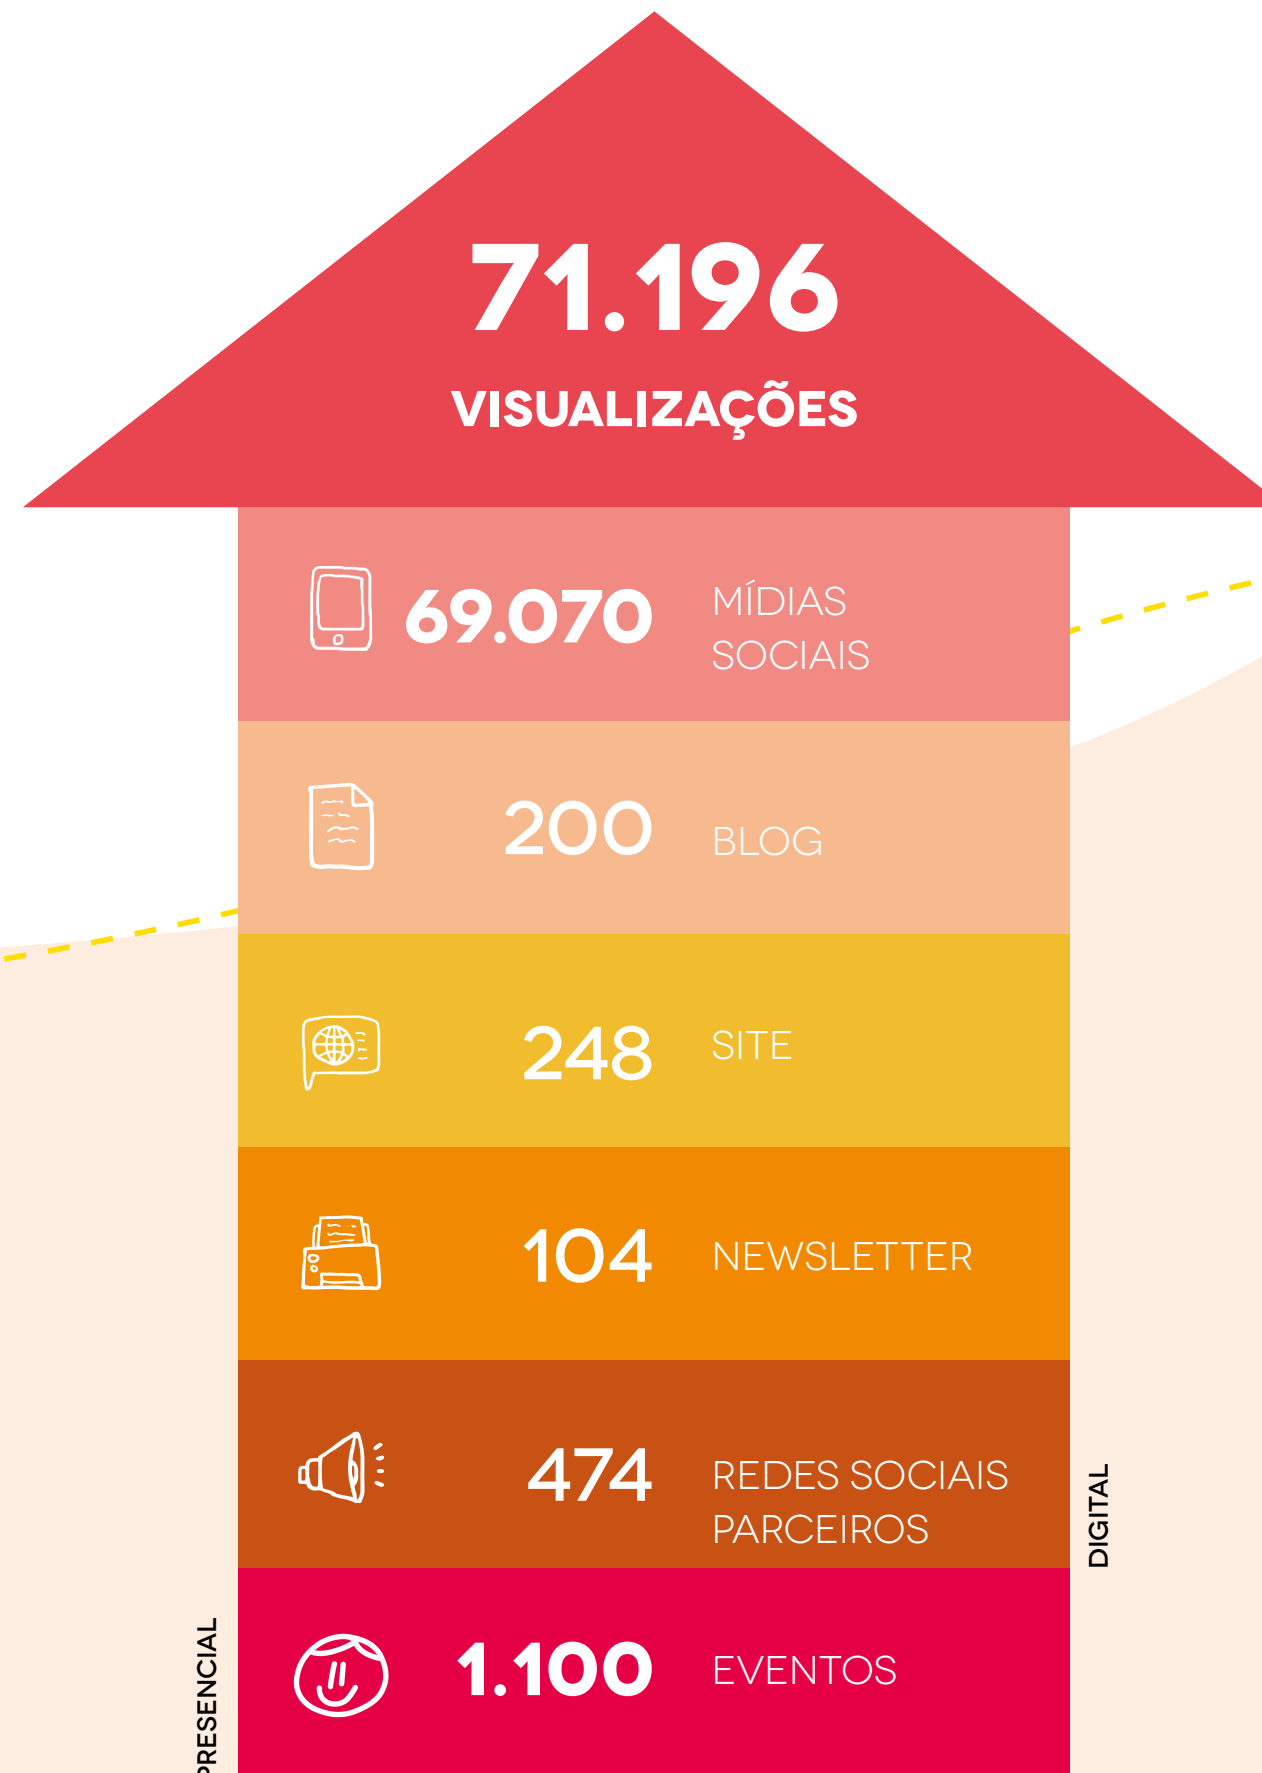 71.196
VISUALIZAÇÕES
69.070
MÍDIAS
SOCIAIS
200
BLOG
248
SITE
104
NEWSLETTER
474
REDES SOCIAIS
PARCEIROS
DIGITAL
1.100
EVENTOS
PRESENCIAL